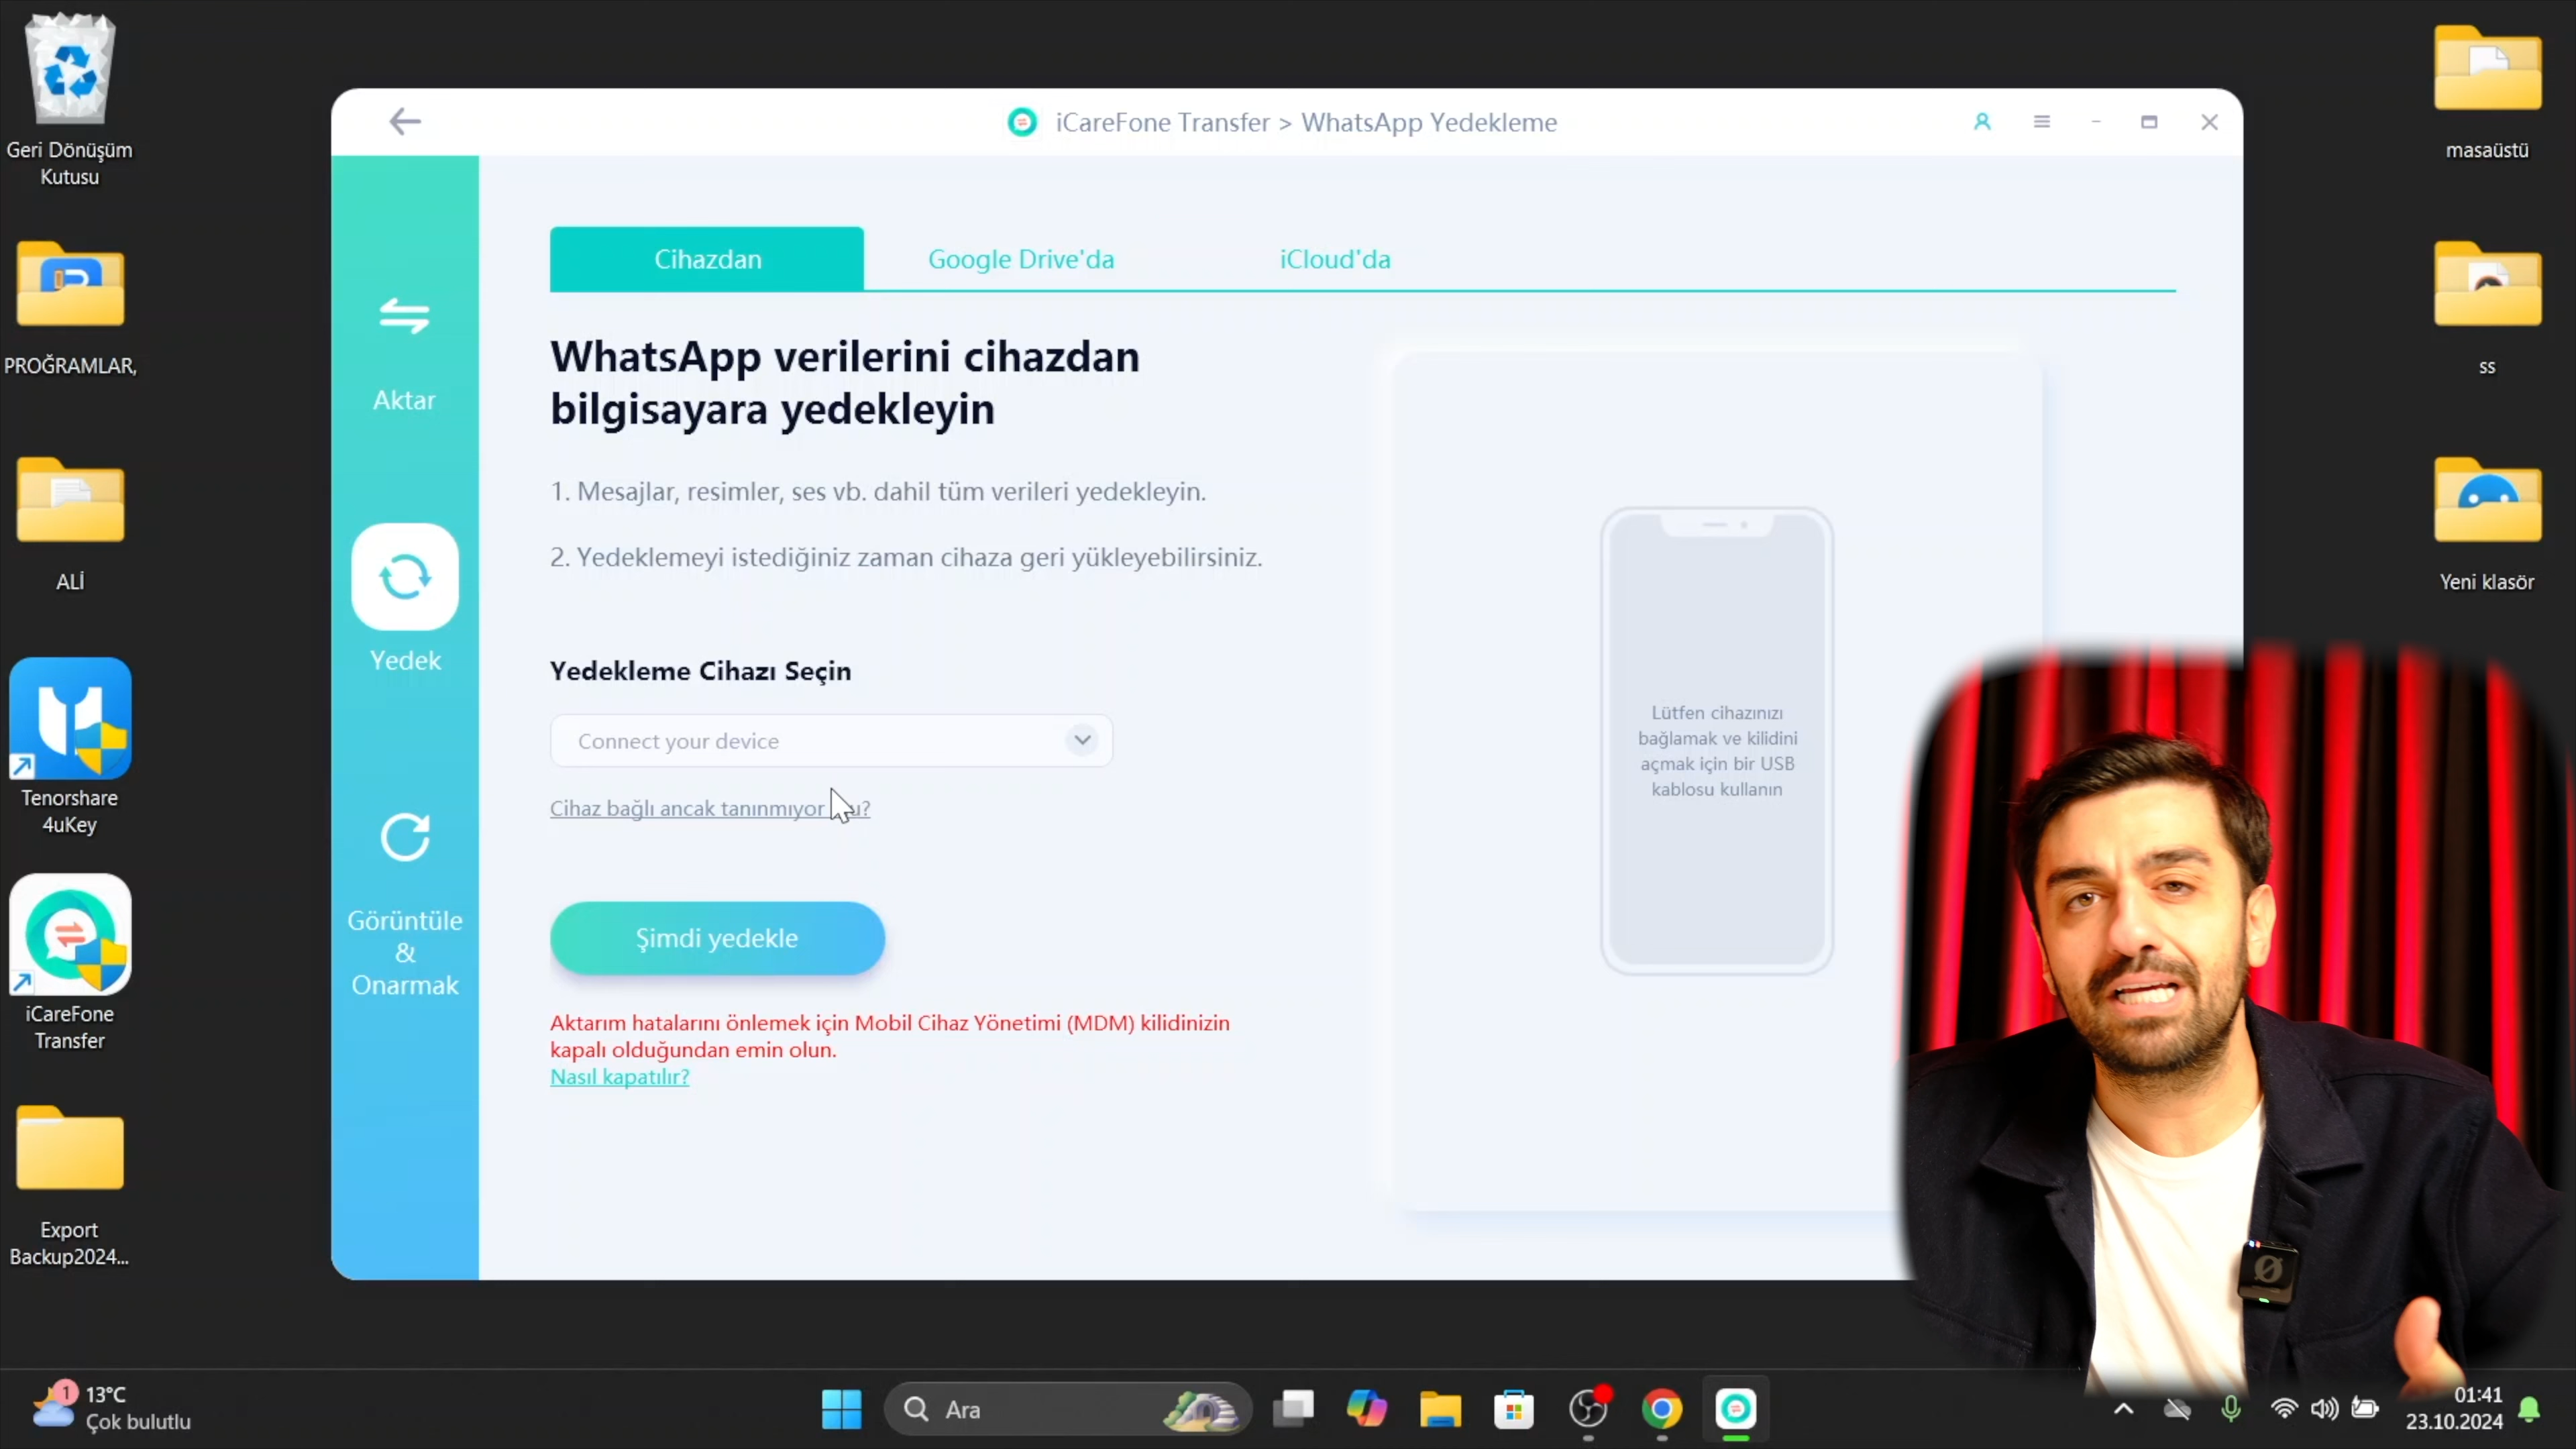 Geri Dönüşüm
Kutusu
PROĞRAMLAR,
ALİ
Tenorshare
4uKey
iCareFone
Transfer
Export
Backup2024...
iCareFone Transfer > WhatsApp Yedekleme
Aktar
Yedek
Görüntüle
&
Onarmak
Cihazdan
Google Drive'da
iCloud'da
WhatsApp verilerini cihazdan
bilgisayara yedekleyin
1. Mesajlar, resimler, ses vb. dahil tüm verileri yedekleyin.
2. Yedeklemeyi istediğiniz zaman cihaza geri yükleyebilirsiniz.
Yedekleme Cihazı Seçin
Connect your device
Cihaz bağlı ancak tanınmıyor
Şimdi yedekle
Aktarım hatalarını önlemek için Mobil Cihaz Yönetimi (MDM) kilidinizin
kapalı olduğundan emin olun.
Nasıl kapatılır?
Lütfen cihazınızı
bağlamak ve kilidini
açmak için bir USB
kablosu kullanın
masaüstü
ss
Yeni klasör
1
13°C
Çok bulutlu
Ara
01:41
23.10.2024